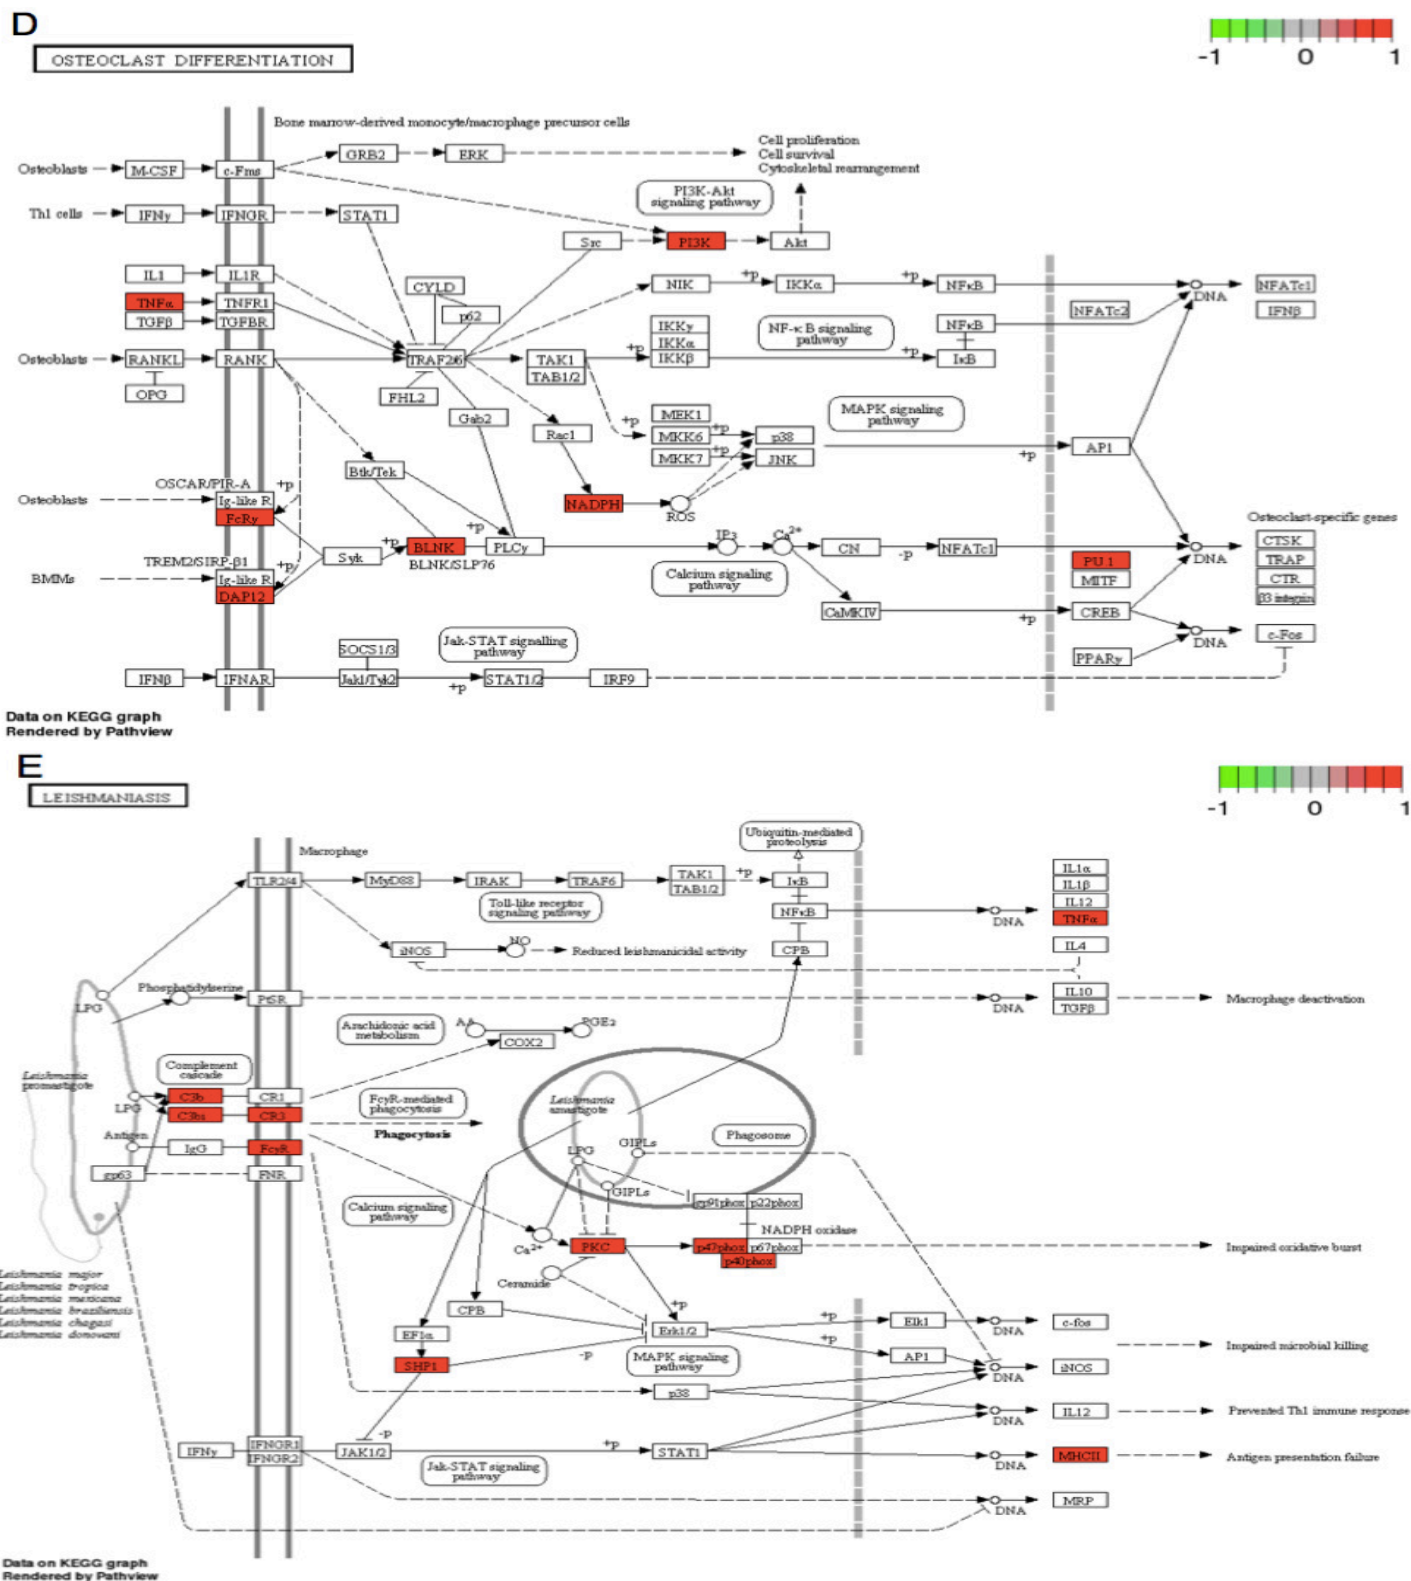 D
OSTEOCLAST DIFFERENTIATION
-1 0 1
Bone marrow-derived monocyte/macrophage precursor cells
Cell proliferation
Cell survival
Cytoskeletal rearrangement
Osteoblasts M-CSF c-Fms GRB2 ERK
PI3K-Akt
signaling pathway
Th1 cells IFNγ IFNGR STAT1
Src PI3K Akt
IL1 IL1R
CYLD NIK +p IKKα +p NFκB DNA NFATc1
TNFα TNFR1
NFATc2 IFNβ
TGFβ TGFBR
p62
IKKγ
IKKα
IKKβ
NF-κB signaling
pathway
NFκB
Osteoblasts RANKL RANK TRAF2/6 TAK1 +p +p IκB
TAB1/2
OPG
FHL2
Gab2
Rac1
+p
MEK1
MKK6 +p p38
MKK7 +p JNK
MAPK signaling
pathway
+p
AP1
Btk/Tek
OSCAR/PIR-A +p
Osteoblasts Ig-like R
FcRγ
NADPH ROS
Osteoclast-specific genes
Syk +p BLNK +p PLCγ IP3 Ca2+ CN -p NFATc1 DNA
BLNK/SLP76
PU.1
MITF
CTSK
TRAP
CTR
β3 integrin
TREM2/SIRP-β1 +p
BMMs Ig-like R
DAP12
Calcium signaling
pathway
CaMKIV +p CREB
DNA c-Fos
PPARγ
SOCS1/3
Jak-STAT signalling
pathway
IFNβ IFNAR Jak1/Tyk2 +p STAT1/2 IRF9
Data on KEGG graph
Rendered by Pathview
E
LEISHMANIASIS
-1 0 1
Macrophage
Ubiquitin-mediated
proteolysis
TLR2/4 MyD88 IRAK TRAF6 TAK1 +p IκB
TAB1/2
Toll-like receptor
signaling pathway
NFκB DNA
IL1α
IL1β
IL12
TNFα
iNOS NO Reduced leishmanicidal activity CPB IL4
LPG Phosphatidylserine PtSR DNA IL10
TGFβ
Macrophage deactivation
Arachidonic acid
metabolism
AA PGE2
COX2
Leishmania
promastigote
Complement
cascade
LPG C3b CR1
C3bi CR3
FcγR-mediated
phagocytosis
Phagocytosis
Antigen IgG FcγR
gp63 FNR
Leishmania
amastigote
Phagosome
LPG GIPLs
GIPLs
Calcium signaling
pathway
gp91phox p22phox
NADPH oxidase
Ca2+ PKC p47phox p67phox
p40phox
Impaired oxidative burst
Ceramide
Leishmania major
Leishmania tropica
Leishmania mexicana
Leishmania braziliensis
Leishmania chagasi
Leishmania donovani
CPB +p
EF1α Erk1/2 +p Elk1 DNA c-fos
+p AP1
Impaired microbial killing
SHP1 -p
MAPK signaling
pathway
DNA iNOS
p38 DNA IL12 Prevented Th1 immune response
IFNγ IFNGR1
IFNGR2
-p JAK1/2 +p STAT1 DNA MHCII Antigen presentation failure
Jak-STAT signaling
pathway
DNA MRP
Data on KEGG graph
Rendered by Pathview